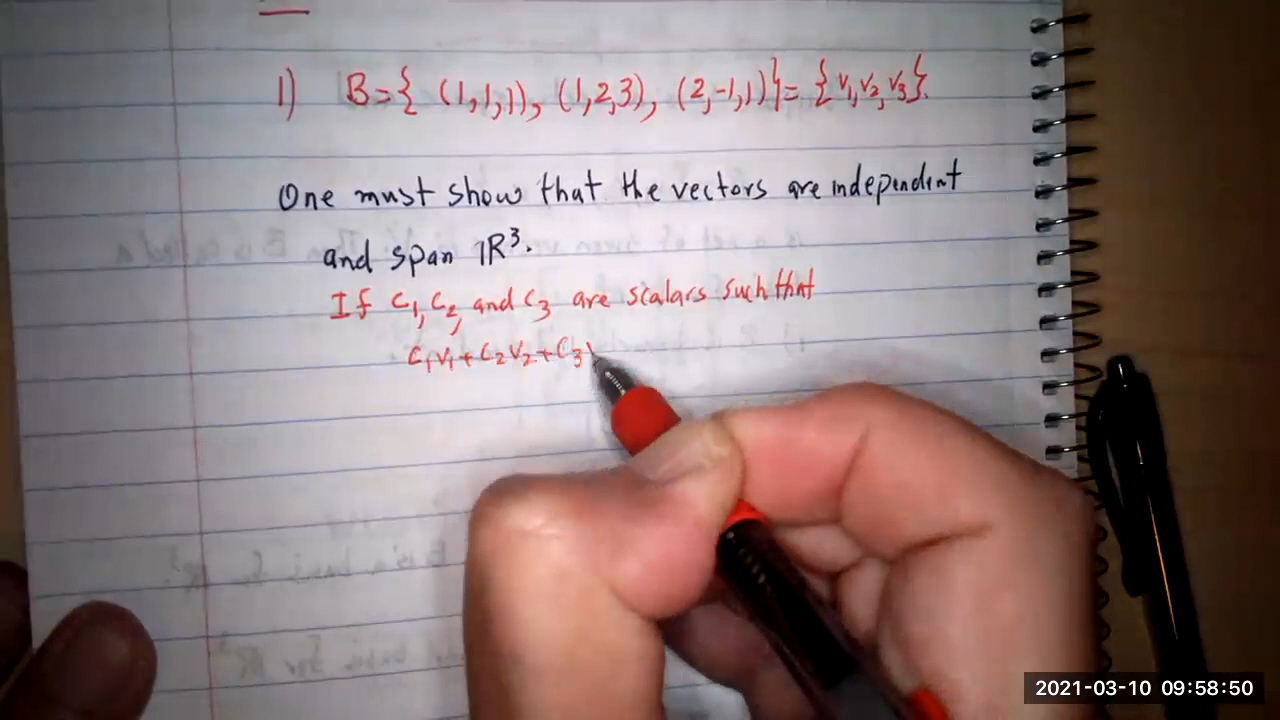 1) B={ (1,1,1), (1,2,3), (2,-1,1)}= {v₁,v₂,v₃}.
One must show that the vectors are independent
and span ℝ³.
If c₁, c₂, and c₃ are scalars such that
c₁v₁+c₂v₂+c₃
2021-03-10 09:58:50